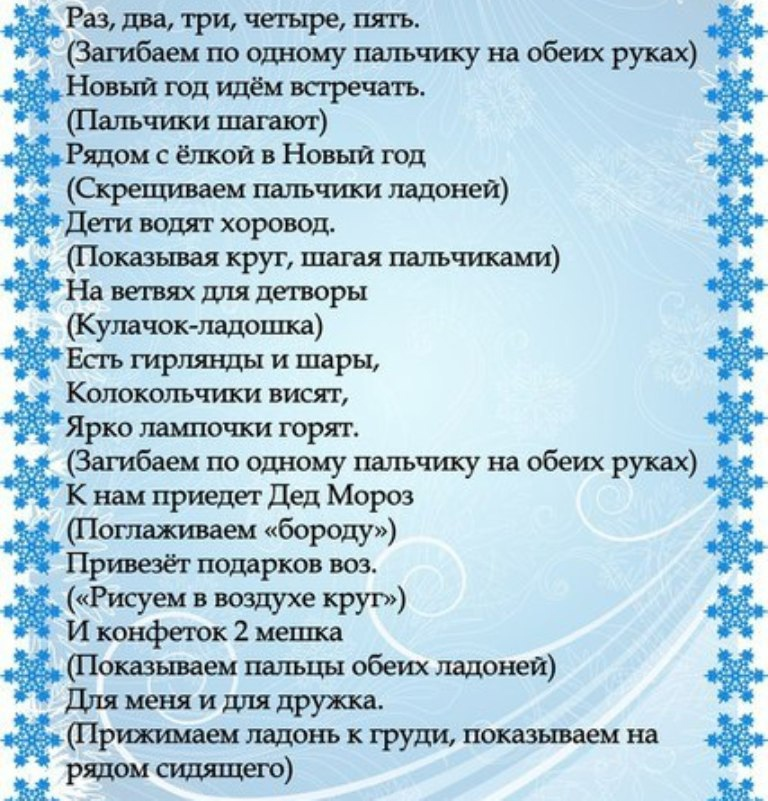 Раз, два, три, четыре, пять.
(Загибаем по одному пальчику на обеих руках)
Новый год идём встречать.
(Пальчики шагают)
Рядом с ёлкой в Новый год
(Скрещиваем пальчики ладоней)
Дети водят хоровод.
(Показывая круг, шагая пальчиками)
На ветвях для детворы
(Кулачок-ладошка)
Есть гирлянды и шары,
Колокольчики висят,
Ярко лампочки горят.
(Загибаем по одному пальчику на обеих руках)
К нам приедет Дед Мороз
(Поглаживаем «бороду»)
Привезёт подарков воз.
(«Рисуем в воздухе круг»)
И конфеток 2 мешка
(Показываем пальцы обеих ладоней)
Для меня и для дружка.
(Прижимаем ладонь к груди, показываем на
рядом сидящего)